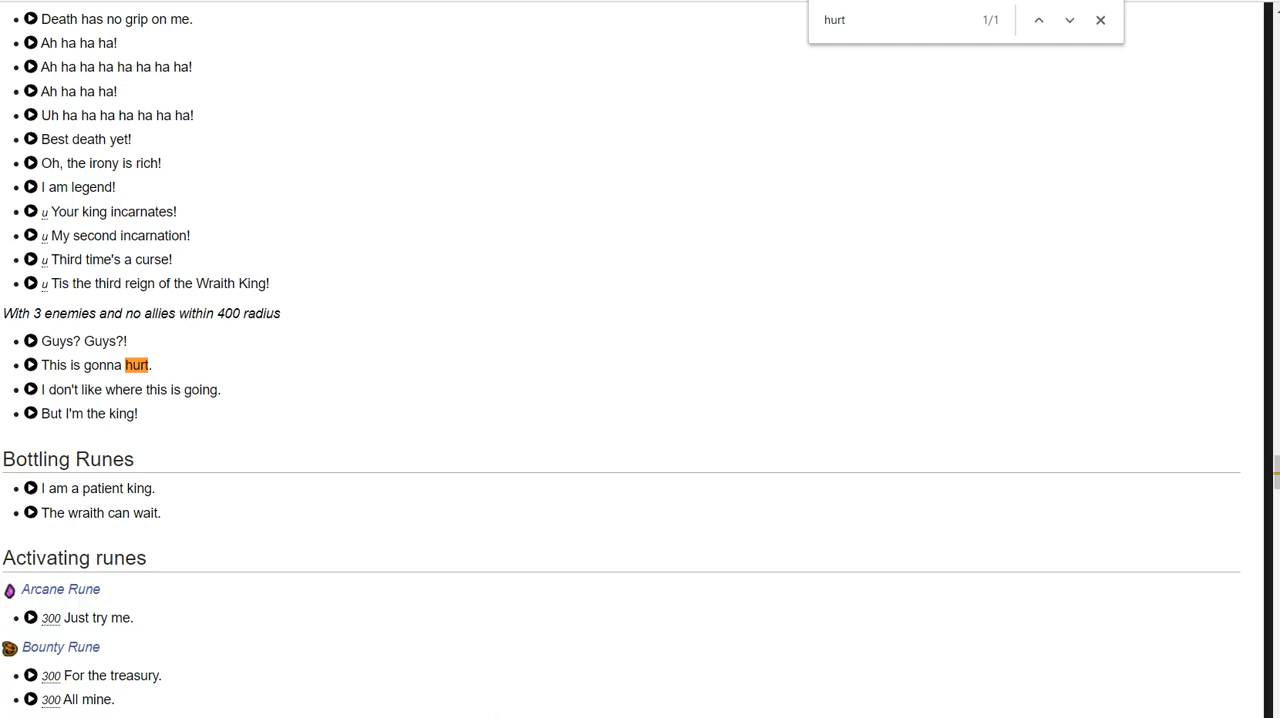 hurt 1/1
Death has no grip on me.
Ah ha ha ha!
Ah ha ha ha ha ha ha ha!
Ah ha ha ha!
Uh ha ha ha ha ha ha ha!
Best death yet!
Oh, the irony is rich!
I am legend!
u Your king incarnates!
u My second incarnation!
u Third time's a curse!
u Tis the third reign of the Wraith King!
With 3 enemies and no allies within 400 radius
Guys? Guys?!
This is gonna hurt.
I don't like where this is going.
But I'm the king!
Bottling Runes
I am a patient king.
The wraith can wait.
Activating runes
Arcane Rune
300 Just try me.
Bounty Rune
300 For the treasury.
300 All mine.